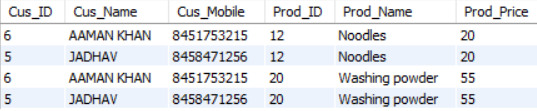 Cus_ID Cus_Name Cus_Mobile Prod_ID Prod_Name Prod_Price
6 AAMAN KHAN 8451753215 12 Noodles 20
5 JADHAV 8458471256 12 Noodles 20
6 AAMAN KHAN 8451753215 20 Washing powder 55
5 JADHAV 8458471256 20 Washing powder 55